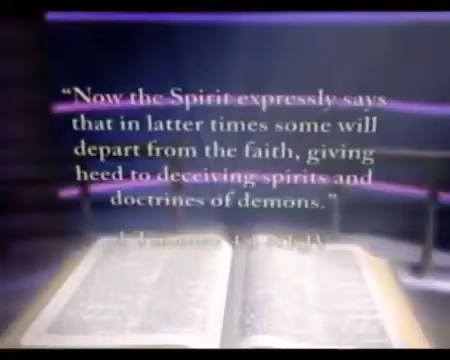 “Now the Spirit expressly says
that in latter times some will
depart from the faith, giving
heed to deceiving spirits and
doctrines of demons.”